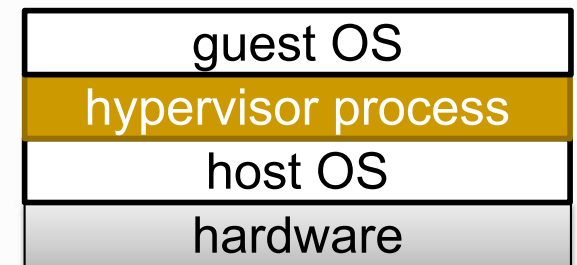 guest OS
hypervisor process
host OS
hardware